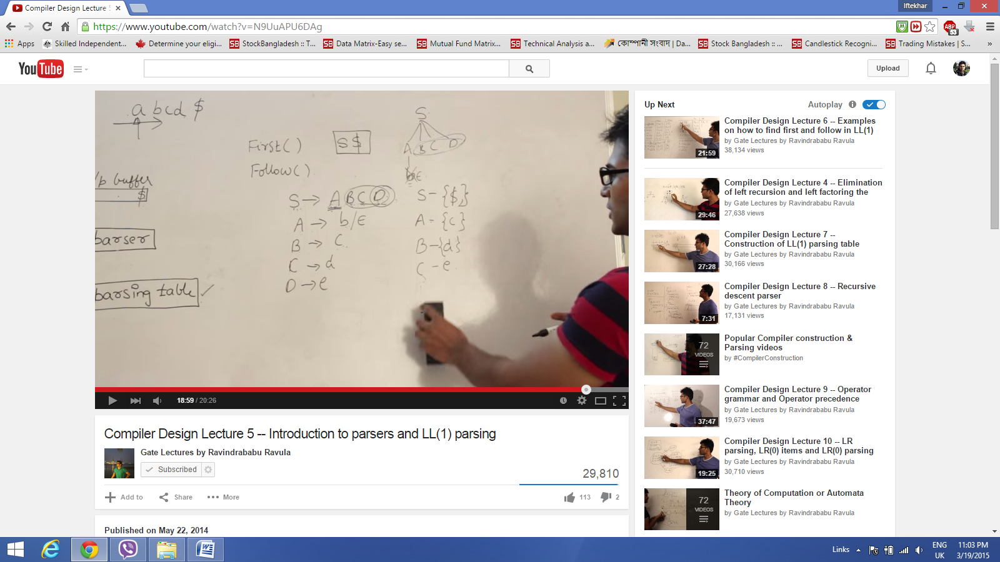 Compiler Design Lecture 5
Iftekhar
https://www.youtube.com/watch?v=N9UuAPU6DAg
ABP
53
Apps
Skilled Independent...
Determine your eligi...
SB StockBangladesh :: T...
SB Data Matrix-Easy se...
SB Mutual Fund Matrix...
SB Technical Analysis a...
কোম্পানী সংবাদ | Da...
SB Stock Bangladesh :: ...
SB Candlestick Recogni...
SB Trading Mistakes | S...
»
YouTube
Upload
a bcd $
First()
S$
Follow()
S
A B C D
ε
i/p buffer
$
S → A B C D
A → b/ε
B → c
C → d
D → e
S - {$}
A - {c}
B - {d}
C - e
parser
parsing table ✓
18:59 / 20:26
Compiler Design Lecture 5 -- Introduction to parsers and LL(1) parsing
Gate Lectures by Ravindrababu Ravula
Subscribed
29,810
Add to
Share
More
113
2
Published on May 22, 2014
Up Next
Autoplay
Compiler Design Lecture 6 -- Examples
on how to find first and follow in LL(1)
by Gate Lectures by Ravindrababu Ravula
38,134 views
21:59
Compiler Design Lecture 4 -- Elimination
of left recursion and left factoring the
by Gate Lectures by Ravindrababu Ravula
27,638 views
29:46
Compiler Design Lecture 7 --
Construction of LL(1) parsing table
by Gate Lectures by Ravindrababu Ravula
30,166 views
27:28
Compiler Design Lecture 8 -- Recursive
descent parser
by Gate Lectures by Ravindrababu Ravula
17,131 views
7:31
Popular Compiler construction &
Parsing videos
by #CompilerConstruction
72
VIDEOS
Compiler Design Lecture 9 -- Operator
grammar and Operator precedence
by Gate Lectures by Ravindrababu Ravula
19,673 views
37:47
Compiler Design Lecture 10 -- LR
parsing, LR(0) items and LR(0) parsing
by Gate Lectures by Ravindrababu Ravula
30,710 views
19:25
Theory of Computation or Automata
Theory
by Gate Lectures by Ravindrababu Ravula
72
VIDEOS
Links
ENG
UK
11:03 PM
3/19/2015